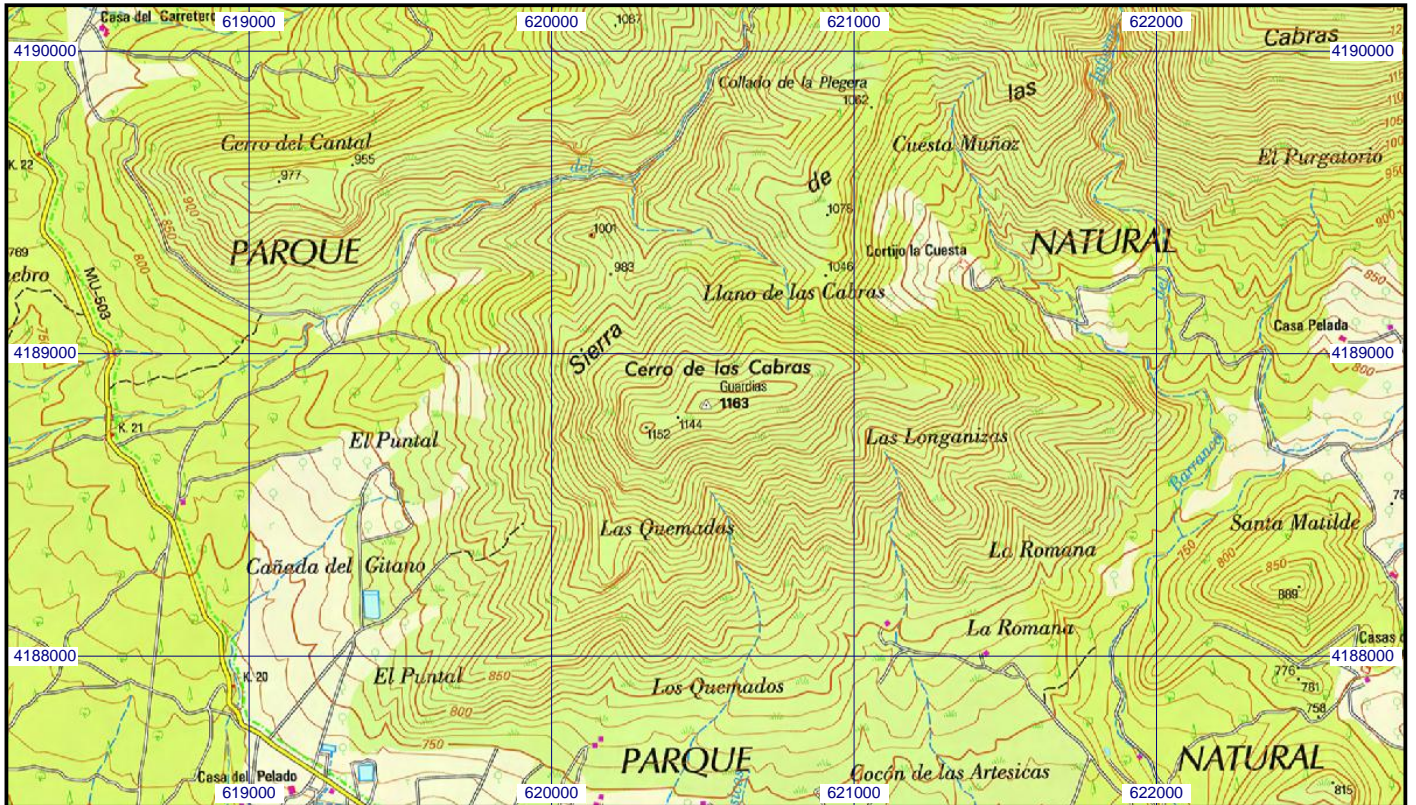 Casa del Carretero
619000
620000
1087
621000
622000
Cabras
4190000
4190000
Collado de la Plegera
1062
las
Cerro del Cantal
955
977
Cuesta Muñoz
El Purgatorio
K. 22
del
de
950
900
900
850
1076
1001
PARQUE
Cortijo la Cuesta
NATURAL
769
800
983
1046
850
MU-503
Llano de las Cabras
Casa Pelada
Sierra
4189000
4189000
800
Cerro de las Cabras
Guardias
1163
1144
1152
K. 21
El Puntal
Las Longanizas
Barranco
Las Quemadas
Santa Matilde
La Romana
750
800
850
Cañada del Gitano
889
La Romana
4188000
4188000
Casas
K. 20
El Puntal
850
Los Quemados
776
781
758
800
750
PARQUE
NATURAL
Casa del Pelado
Cocón de las Artesicas
619000
620000
621000
622000
815